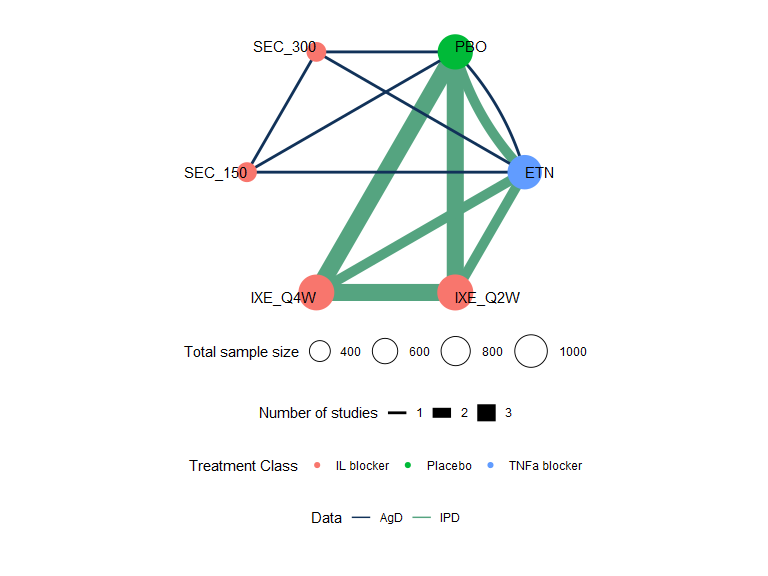 SEC_300 PBO
SEC_150 ETN
IXE_Q4W IXE_Q2W
Total sample size 400 600 800 1000
Number of studies 1 2 3
Treatment Class IL blocker Placebo TNFa blocker
Data AgD IPD